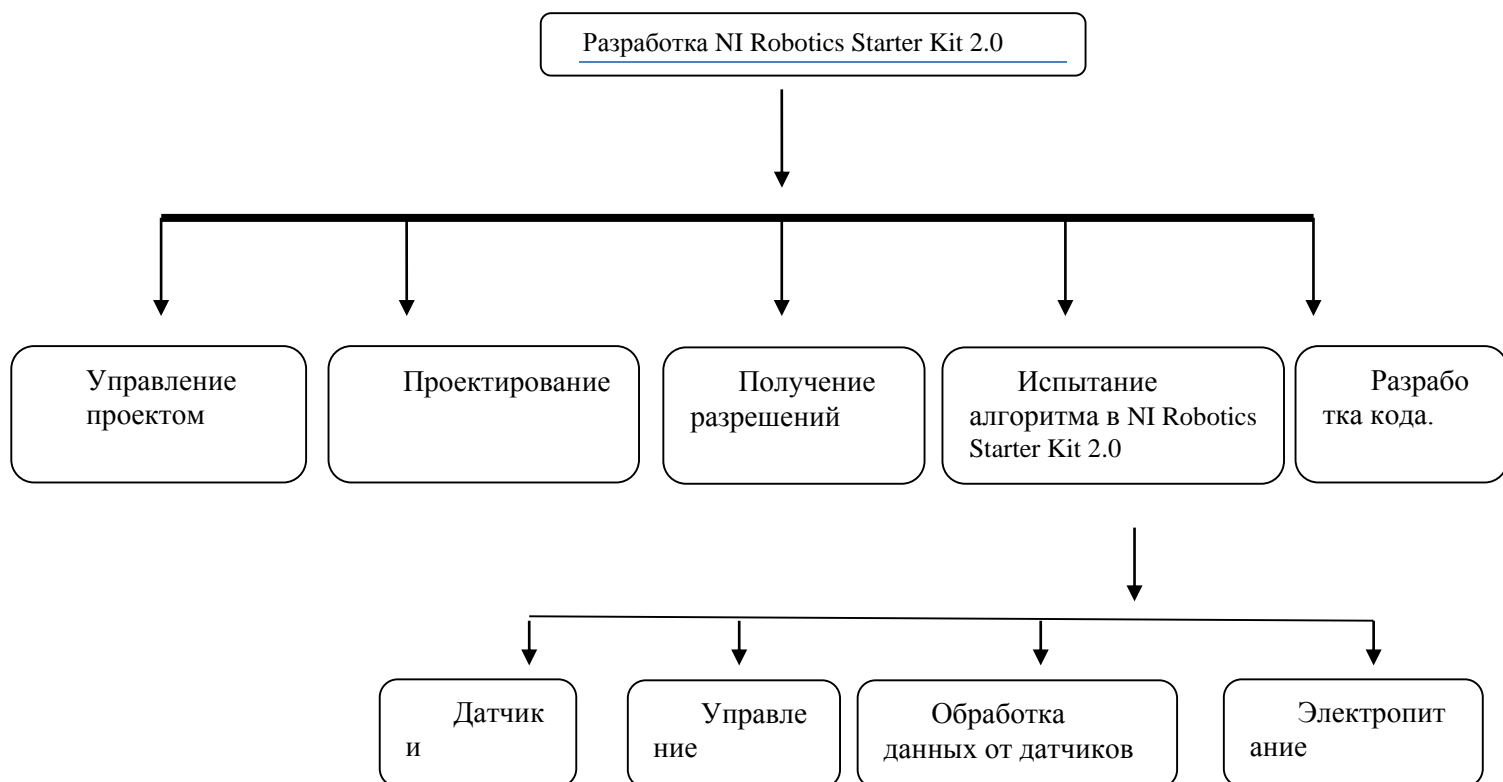 Разработка NI Robotics Starter Kit 2.0
Управление
проектом
Проектирование
Получение
разрешений
Испытание
алгоритма в NI Robotics
Starter Kit 2.0
Разрабо
тка кода.
Датчик
и
Управле
ние
Обработка
данных от датчиков
Электропит
ание